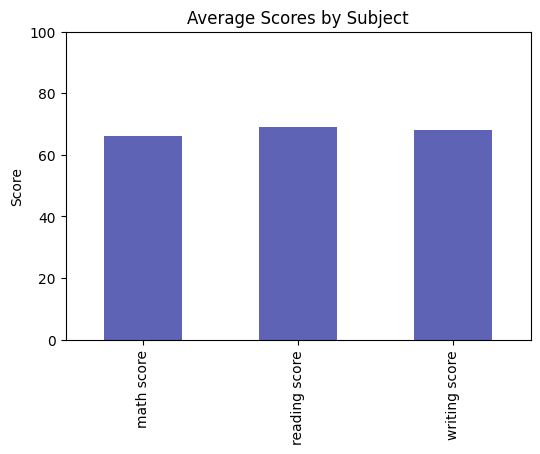 Average Scores by Subject
100
80
60
40
20
0
Score
math score
reading score
writing score